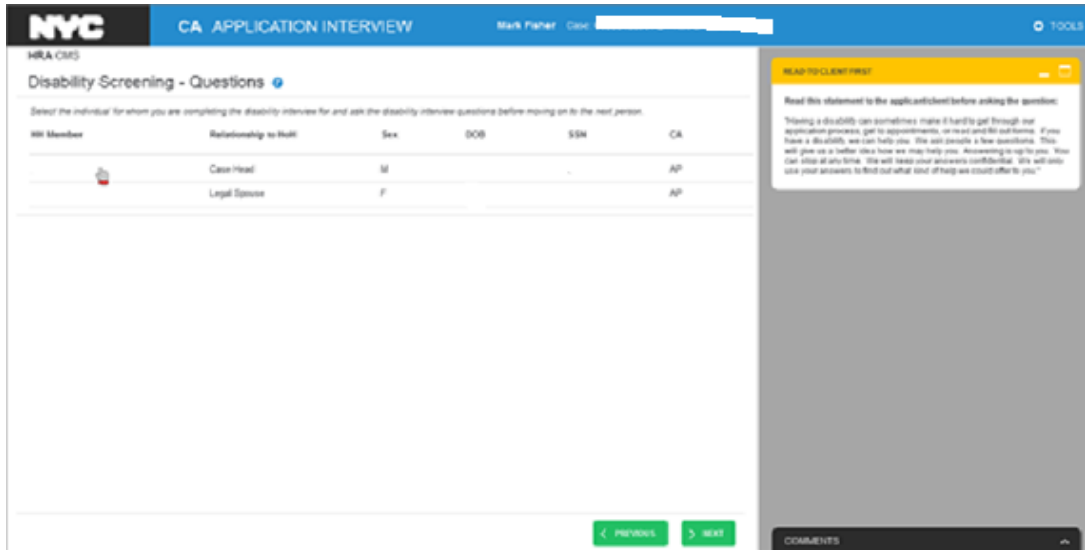 NYC
CA APPLICATION INTERVIEW
Mark Fisher Case
TOOLS
HRA CMS
Disability Screening - Questions
Select the individual for whom you are completing the disability interview for and ask the disability interview questions before moving on to the next person.
HH Member Relationship to HoH Sex DOB SSN CA
Case Head M AP
Legal Spouse F AP
PREVIOUS NEXT
READ TO CLIENT FIRST
Read this statement to the applicant/client before asking the question:
"Having a disability can sometimes make it hard to get through our
application process, get to appointments, or read and fill out forms. If you
have a disability, we can help you. We ask people a few questions. This
will give us a better idea how we may help you. Answering is up to you. You
can stop at any time. We will keep your answers confidential. We will only
use your answers to find out what kind of help we could offer to you."
COMMENTS